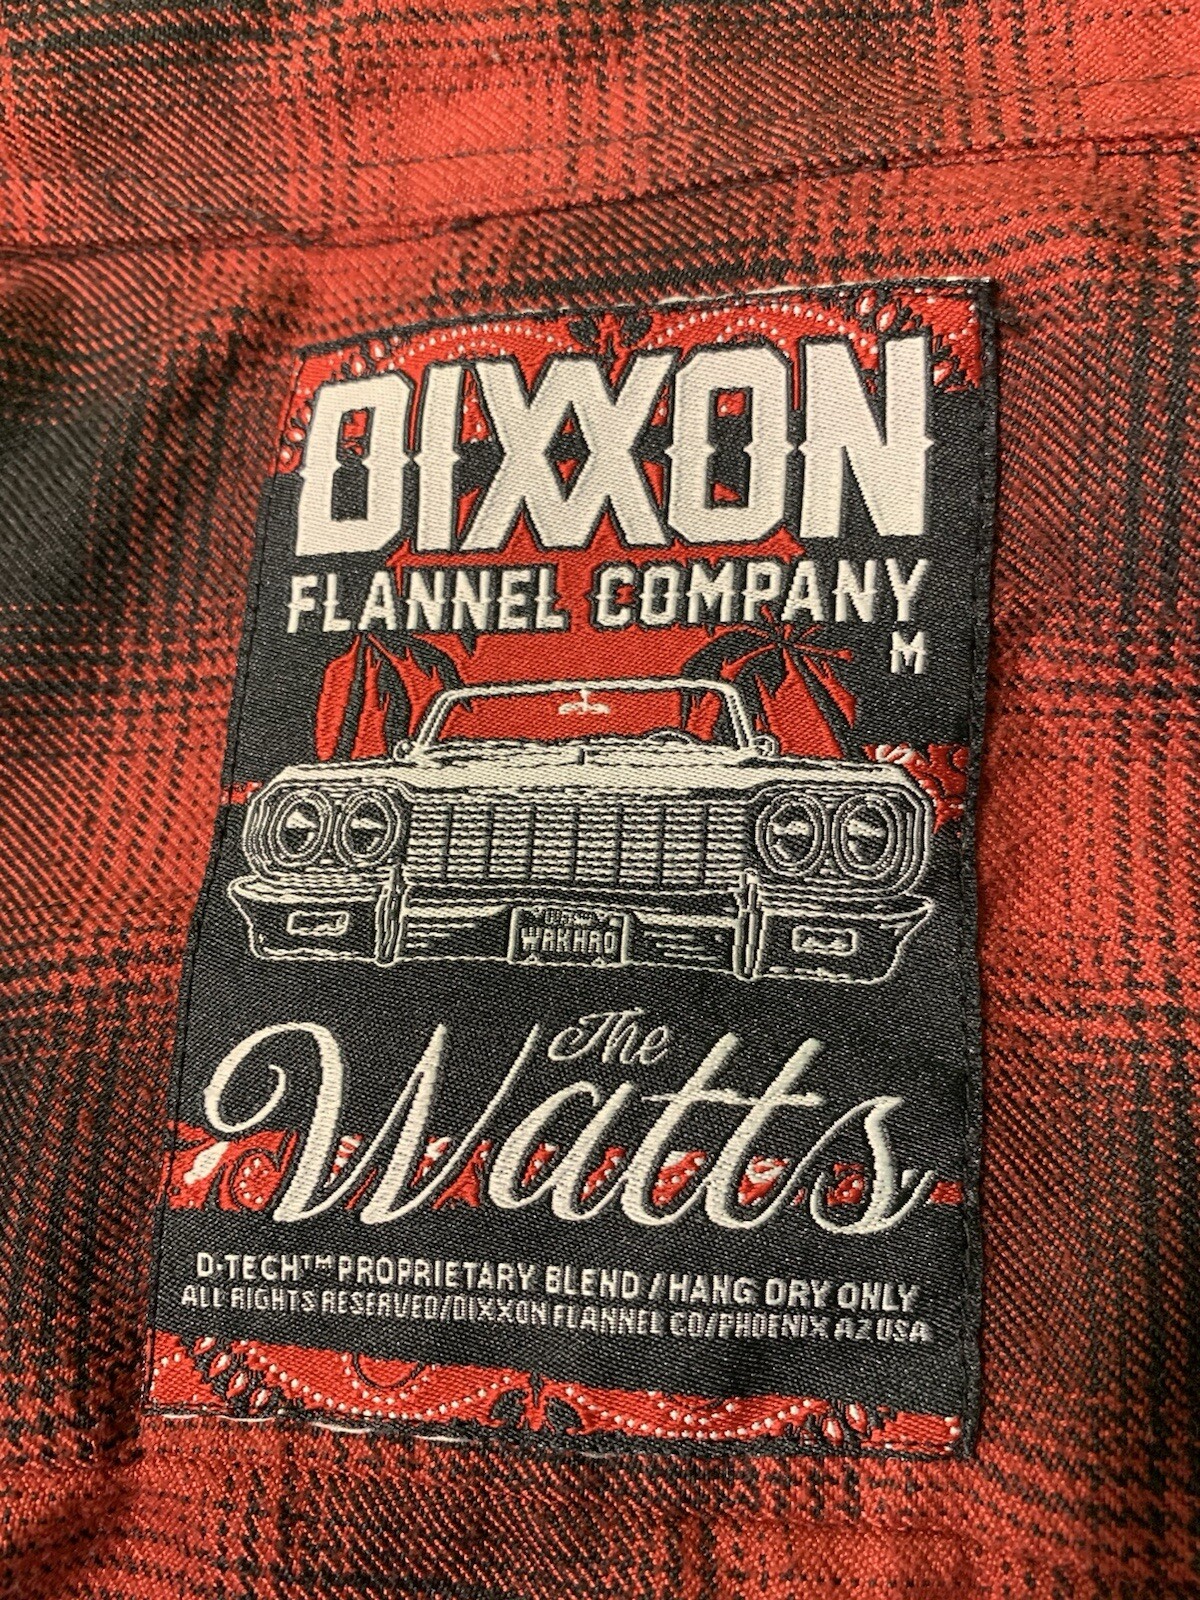 DIXXON
FLANNEL COMPANY
M
The
Watts
D-TECH™ PROPRIETARY BLEND / HANG DRY ONLY
ALL RIGHTS RESERVED/DIXXON FLANNEL CO/PHOENIX AZ USA